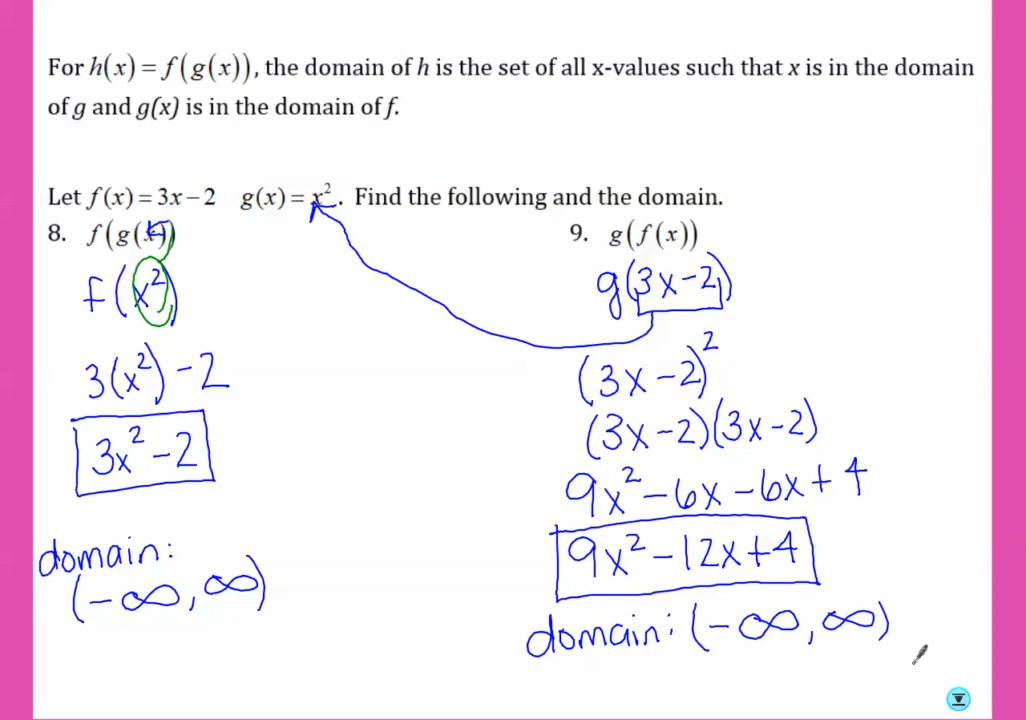 For h(x) = f(g(x)), the domain of h is the set of all x-values such that x is in the domain
of g and g(x) is in the domain of f.
Let f(x) = 3x − 2   g(x) = x². Find the following and the domain.
8. f(g(x))
f(x²)
3(x²) − 2
3x² − 2
domain:
(−∞, ∞)
9. g(f(x))
g(3x − 2)
(3x − 2)²
(3x − 2)(3x − 2)
9x² − 6x − 6x + 4
9x² − 12x + 4
domain: (−∞, ∞)